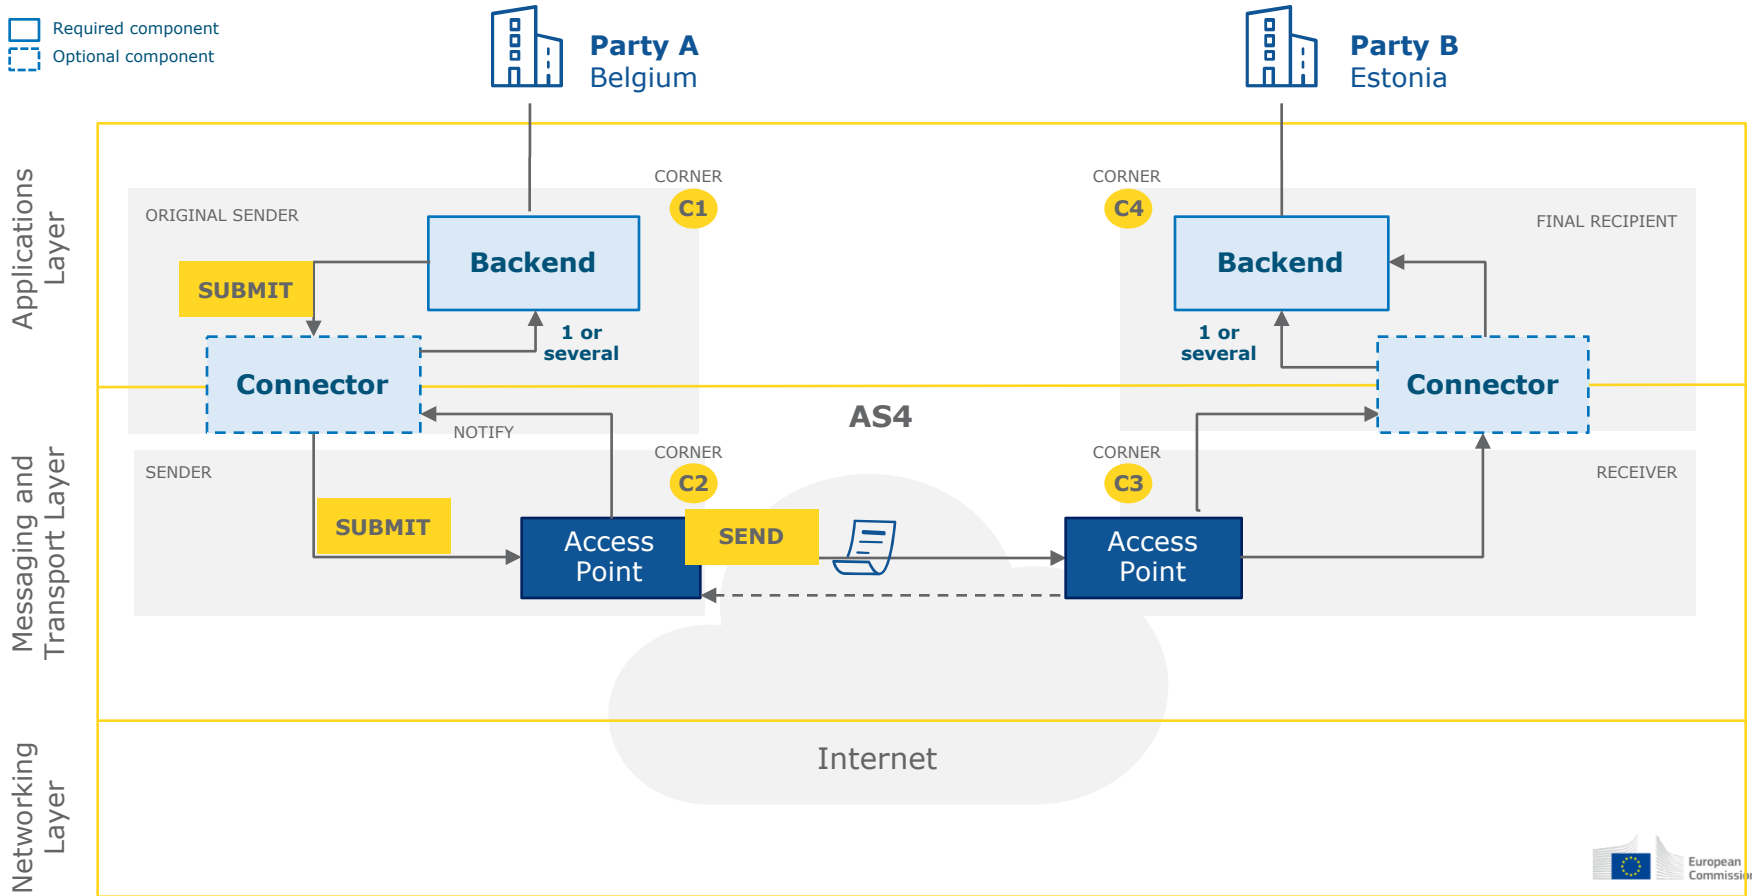 Required component
Optional component
Party A
Belgium
Party B
Estonia
Applications
Layer
CORNER
C1
CORNER
C4
ORIGINAL SENDER
FINAL RECIPIENT
Backend
Backend
SUBMIT
1 or
several
1 or
several
Connector
Connector
AS4
NOTIFY
Messaging and
Transport Layer
CORNER
C2
CORNER
C3
SENDER
RECEIVER
SUBMIT
Access
Point
SEND
Access
Point
Internet
Networking
Layer
European
Commission